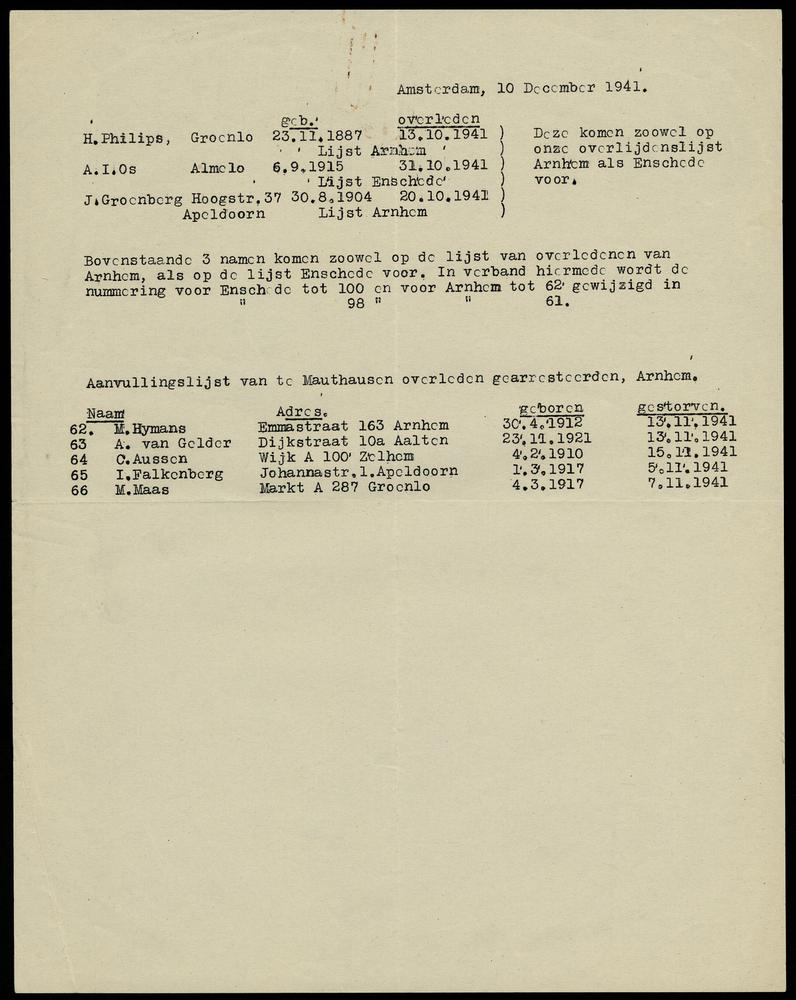 Amsterdam, 10 December 1941.
geb. overleden
H.Philips, Groenlo 23.11.1887 13.10.1941 ) Deze komen zoowel op
Lijst Arnhem ) onze overlijdenslijst
A.I.Os Almelo 6.9.1915 31.10.1941 ) Arnhem als Enschede
Lijst Enschede ) voor.
J.Groenberg Hoogstr.37 30.8.1904 20.10.1941 )
Apeldoorn Lijst Arnhem )
Bovenstaande 3 namen komen zoowel op de lijst van overledenen van
Arnhem, als op de lijst Enschede voor. In verband hiermede wordt de
nummering voor Enschede tot 100 en voor Arnhem tot 62 gewijzigd in
" 98 " " 61.
Aanvullingslijst van te Mauthausen overleden gearresteerden, Arnhem.
Naam Adres. geboren gestorven.
62. M.Hymans Emmastraat 163 Arnhem 30.4.1912 13.11.1941
63 A. van Gelder Dijkstraat 10a Aalten 23.11.1921 13.11.1941
64 C.Aussen Wijk A 100 Zelhem 4.2.1910 15.11.1941
65 I.Falkenberg Johannastr.1.Apeldoorn 1.3.1917 5.11.1941
66 M.Maas Markt A 287 Groenlo 4.3.1917 7.11.1941